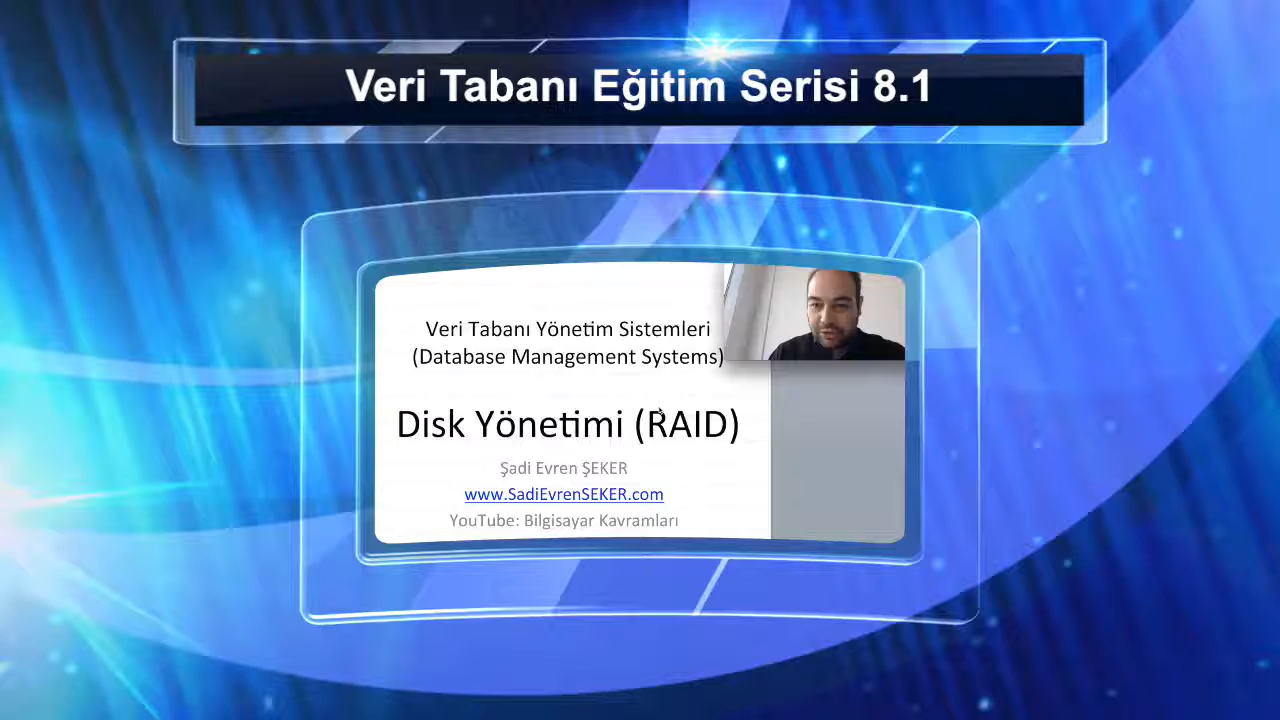 Veri Tabanı Eğitim Serisi 8.1
Veri Tabanı Yönetim Sistemleri
(Database Management Systems)
Disk Yönetimi (RAID)
Şadi Evren ŞEKER
www.SadiEvrenSEKER.com
YouTube: Bilgisayar Kavramları